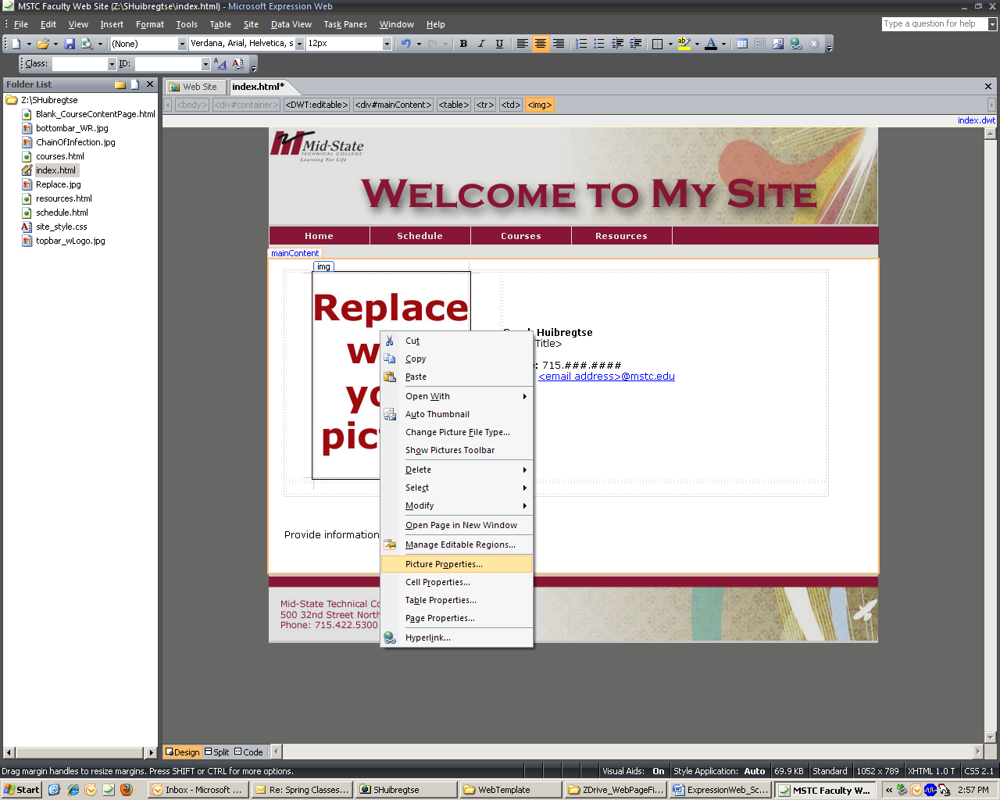 MSTC Faculty Web Site (Z:\SHuibregtse\index.html) - Microsoft Expression Web
File Edit View Insert Format Tools Table Site Data View Task Panes Window Help
Type a question for help
(None) Verdana, Arial, Helvetica, s 12px
Class: ID:
Folder List
Web Site index.html*
<body> <div#container> <DWT:editable> <div#mainContent> <table> <tr> <td> <img>
index.dwt
Z:\SHuibregtse
Blank_CourseContentPage.html
bottombar_WR.jpg
ChainOfInfection.jpg
courses.html
index.html
Replace.jpg
resources.html
schedule.html
site_style.css
topbar_wLogo.jpg
Mid-State
TECHNICAL COLLEGE
Learning For Life
Welcome to My Site
Home Schedule Courses Resources
mainContent
img
Replace
Huibregtse
Title>
: 715.###.####
<email address>@mstc.edu
Cut
Copy
Paste
Open With
Auto Thumbnail
Change Picture File Type...
Show Pictures Toolbar
Delete
Select
Modify
Open Page in New Window
Manage Editable Regions...
Picture Properties...
Cell Properties...
Table Properties...
Page Properties...
Hyperlink...
Provide information
Mid-State Technical Co
500 32nd Street North
Phone: 715.422.5300
Design Split Code
Drag margin handles to resize margins. Press SHIFT or CTRL for more options.
Visual Aids: On Style Application: Auto 69.9 KB Standard 1052 x 789 XHTML 1.0 T CSS 2.1
Start Inbox - Microsoft ... Re: Spring Classes... SHuibregtse WebTemplate ZDrive_WebPageFi... ExpressionWeb_Sc... MSTC Faculty W... 2:57 PM